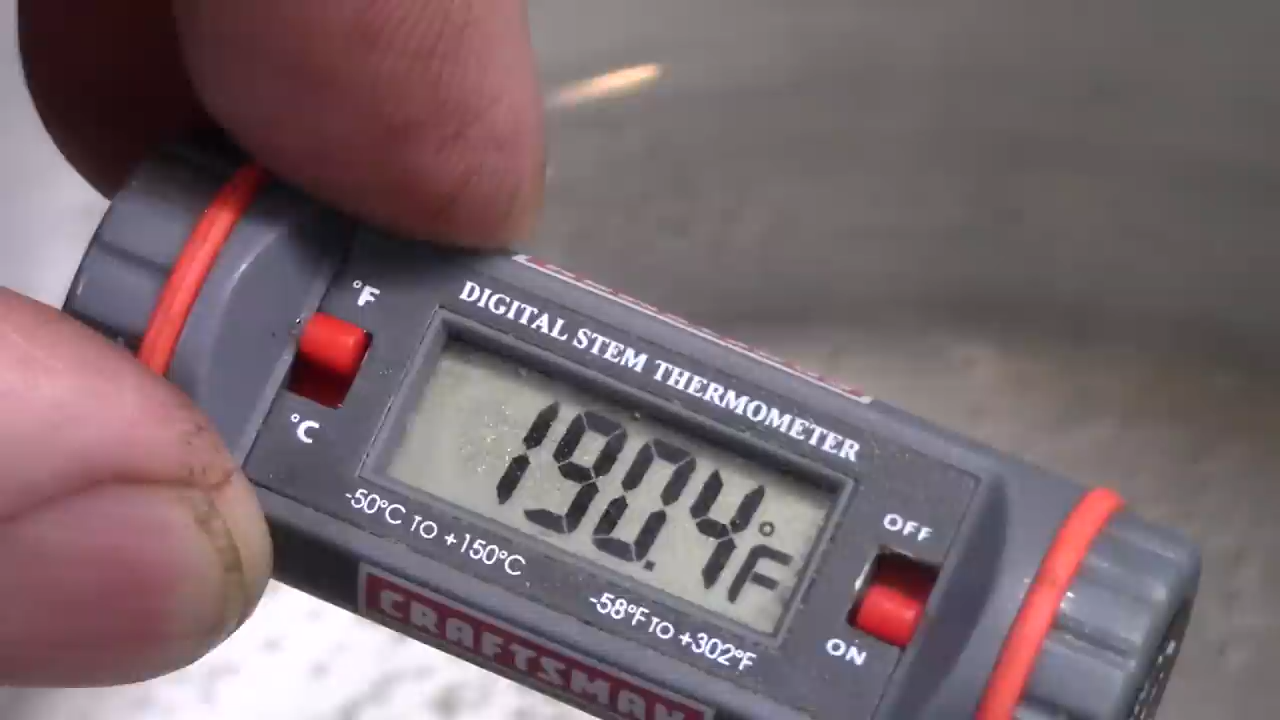 °F
DIGITAL STEM THERMOMETER
°C
190.4°F
-50°C TO +150°C
-58°F TO +302°F
OFF
ON
CRAFTSMAN